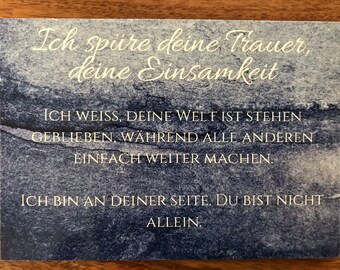 Ich spüre deine Trauer,
deine Einsamkeit
Ich weiss, deine Welt ist stehen
geblieben, während alle anderen
einfach weiter machen.
Ich bin an deiner Seite. Du bist nicht
allein.